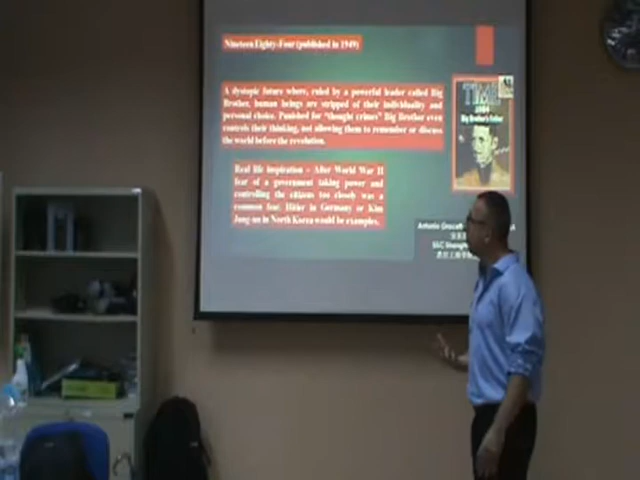 Nineteen Eighty-Four (published in 1949)
A dystopic future where, ruled by a powerful leader called Big
Brother, human beings are stripped of their individuality and
personal choice. Punished for "thought crimes" Big Brother even
controls their thinking, not allowing them to remember or discuss
the world before the revolution.
Real life inspiration – After World War II
fear of a government taking power and
controlling the citizens too closely was a
common fear. Hitler in Germany or Kim
Jong-un in North Korea would be examples.
TIME
1984
Big Brother's Father
Antonio